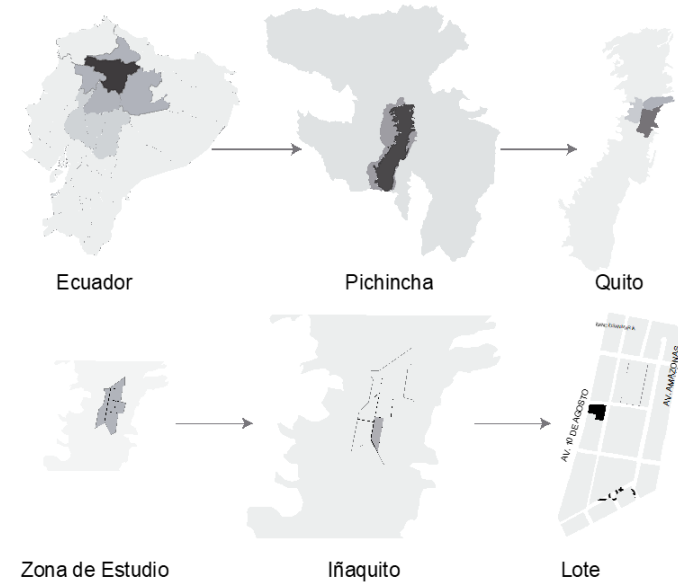 Ecuador
Pichincha
Quito
AV. AMAZONAS
AV. 10 DE AGOSTO
Zona de Estudio
Iñaquito
Lote